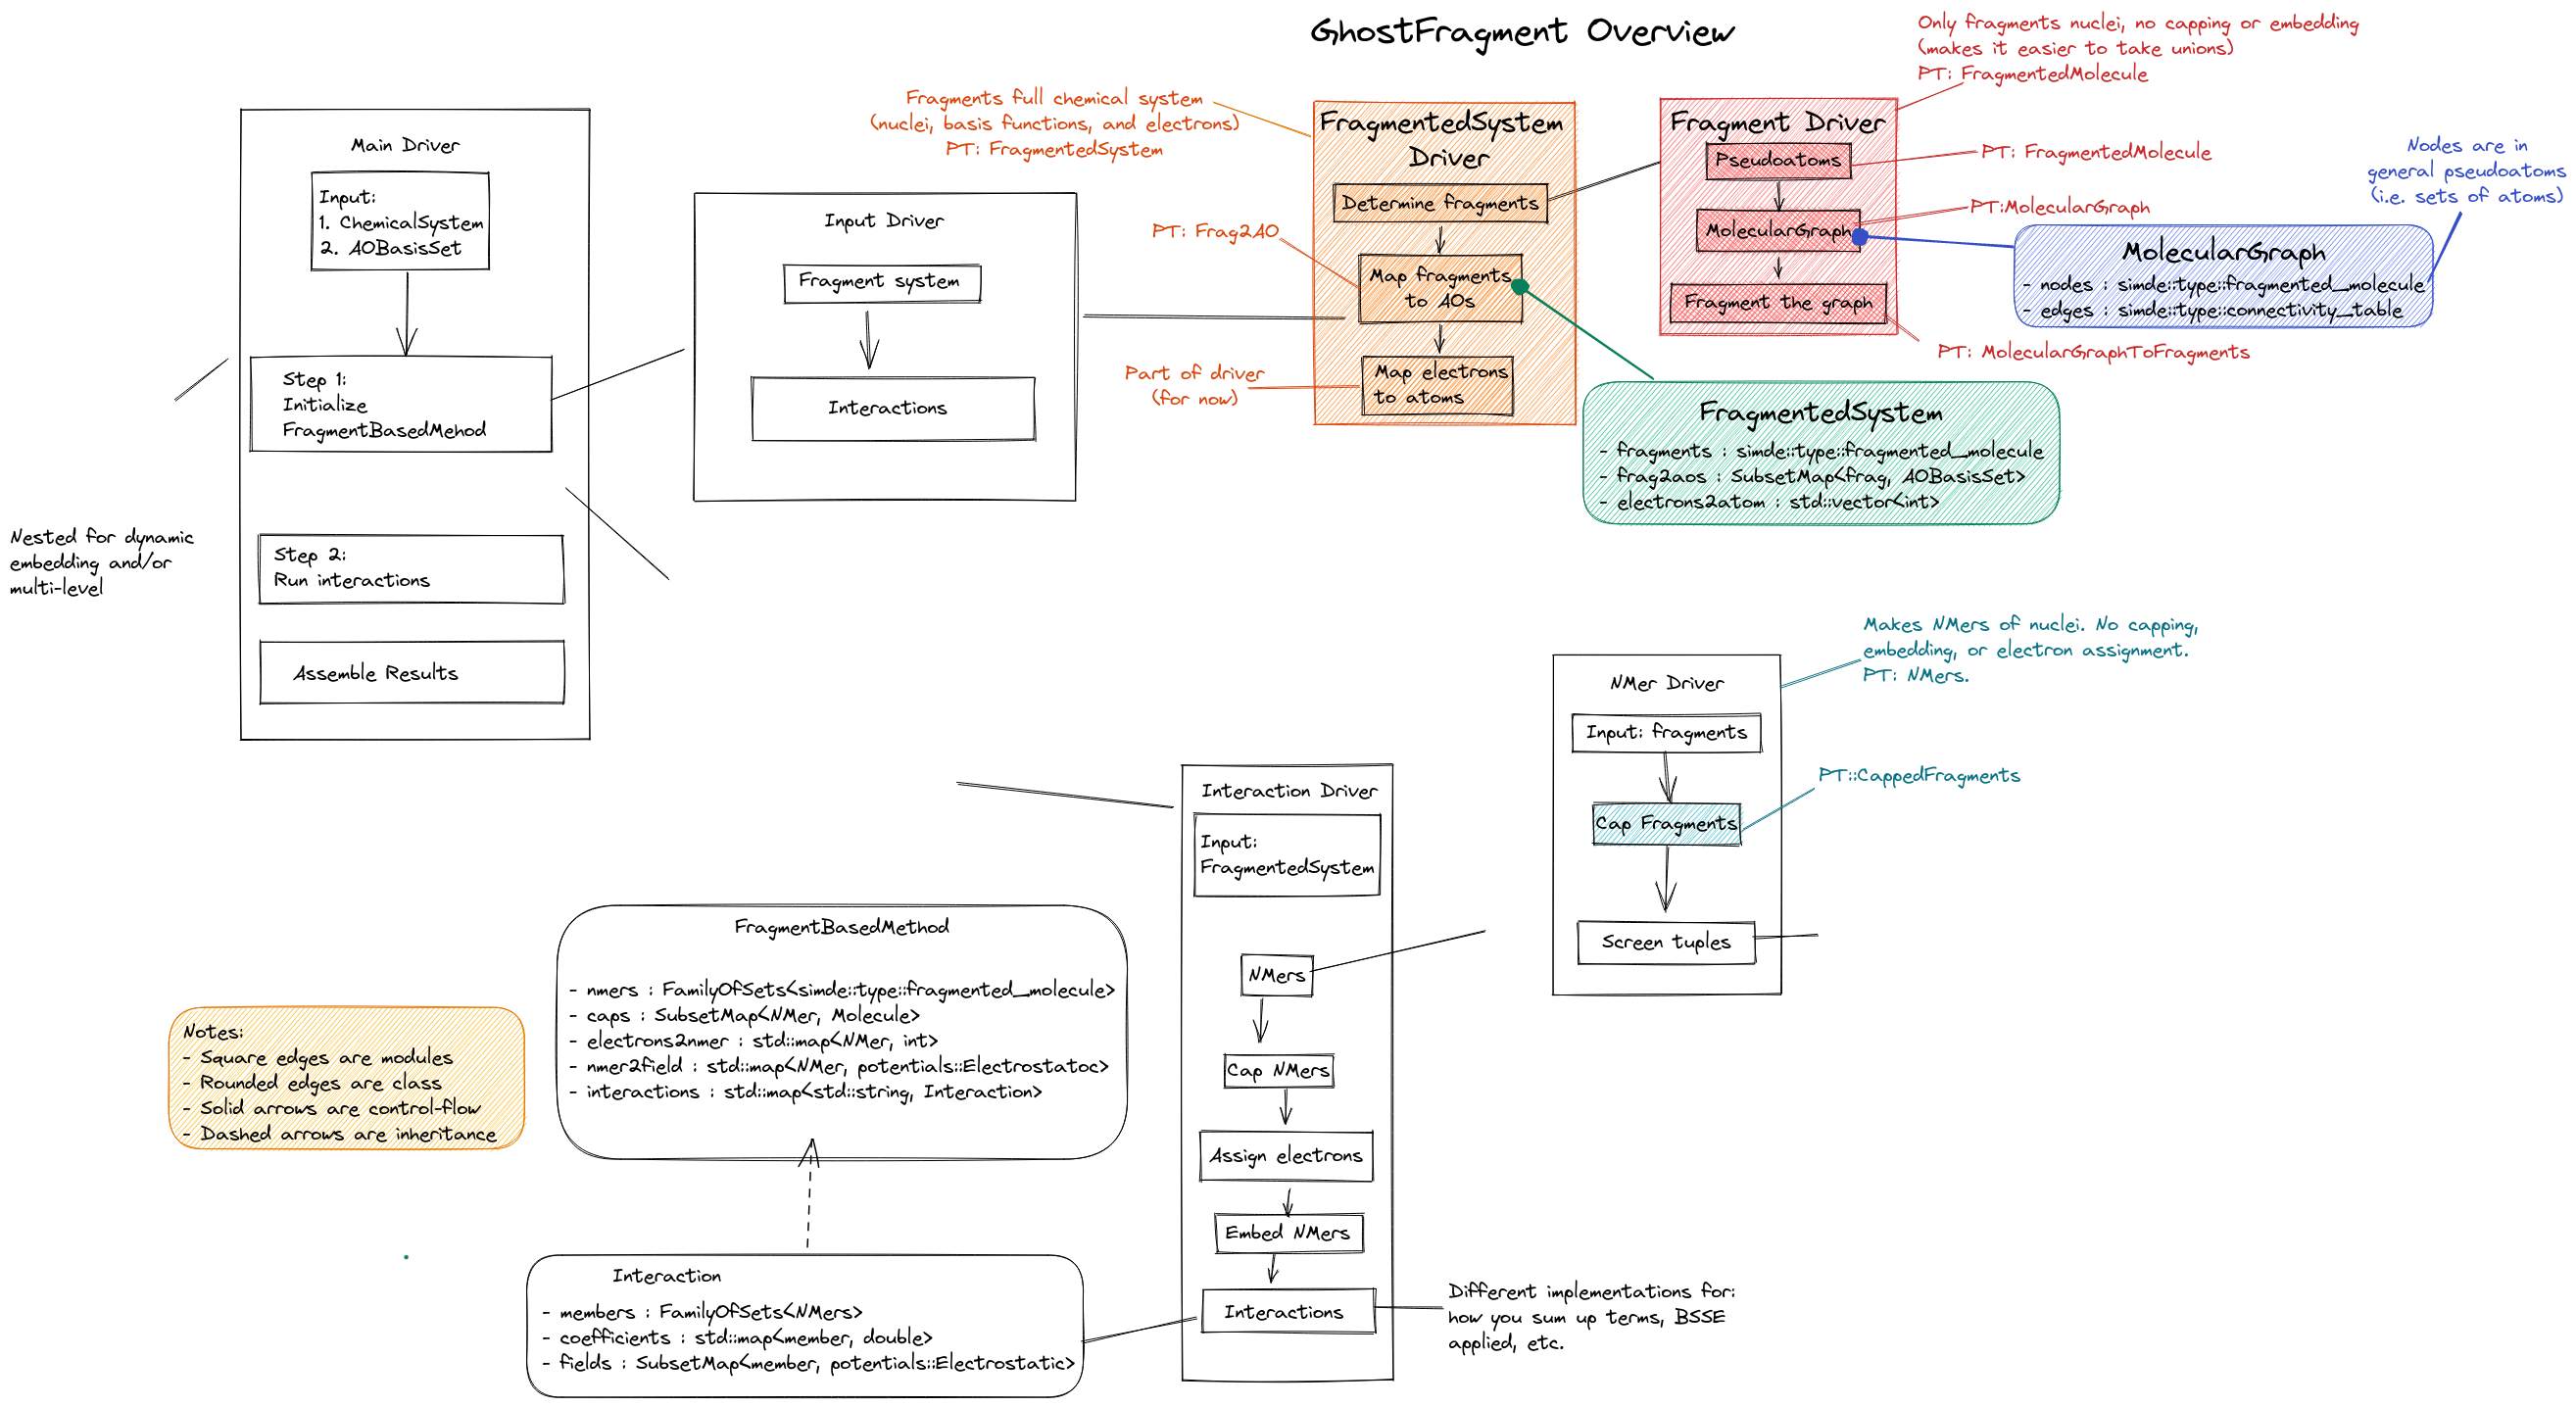 GhostFragment Overview
Only fragments nuclei, no capping or embedding
(makes it easier to take unions)
PT: FragmentedMolecule
Fragments full chemical system
(nuclei, basis functions, and electrons)
PT: FragmentedSystem
Main Driver
Input:
1. ChemicalSystem
2. AOBasisSet
Step 1:
Initialize
FragmentBasedMehod
Step 2:
Run interactions
Assemble Results
Nested for dynamic
embedding and/or
multi-level
Input Driver
Fragment system
Interactions
FragmentedSystem
Driver
Determine fragments
Map fragments
to AOs
Map electrons
to atoms
PT: Frag2AO
Part of driver
(for now)
Fragment Driver
Pseudoatoms
MolecularGraph
Fragment the graph
PT: FragmentedMolecule
PT:MolecularGraph
PT: MolecularGraphToFragments
Nodes are in
general pseudoatoms
(i.e. sets of atoms)
MolecularGraph
- nodes : simde::type::fragmented_molecule
- edges : simde::type::connectivity_table
FragmentedSystem
- fragments : simde::type::fragmented_molecule
- frag2aos : SubsetMap<frag, AOBasisSet>
- electrons2atom : std::vector<int>
Makes NMers of nuclei. No capping,
embedding, or electron assignment.
PT: NMers.
NMer Driver
Input: fragments
Cap Fragments
Screen tuples
PT::CappedFragments
Interaction Driver
Input:
FragmentedSystem
NMers
Cap NMers
Assign electrons
Embed NMers
Interactions
Different implementations for:
how you sum up terms, BSSE
applied, etc.
FragmentBasedMethod
- nmers : FamilyOfSets<simde::type::fragmented_molecule>
- caps : SubsetMap<NMer, Molecule>
- electrons2nmer : std::map<NMer, int>
- nmer2field : std::map<NMer, potentials::Electrostatoc>
- interactions : std::map<std::string, Interaction>
Notes:
- Square edges are modules
- Rounded edges are class
- Solid arrows are control-flow
- Dashed arrows are inheritance
Interaction
- members : FamilyOfSets<NMers>
- coefficients : std::map<member, double>
- fields : SubsetMap<member, potentials::Electrostatic>